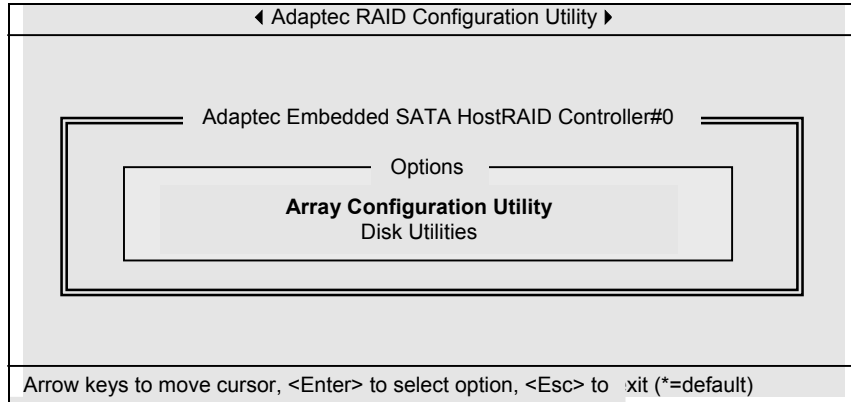 Adaptec RAID Configuration Utility
Adaptec Embedded SATA HostRAID Controller#0
Options
Array Configuration Utility
Disk Utilities
Arrow keys to move cursor, <Enter> to select option, <Esc> to xit (*=default)